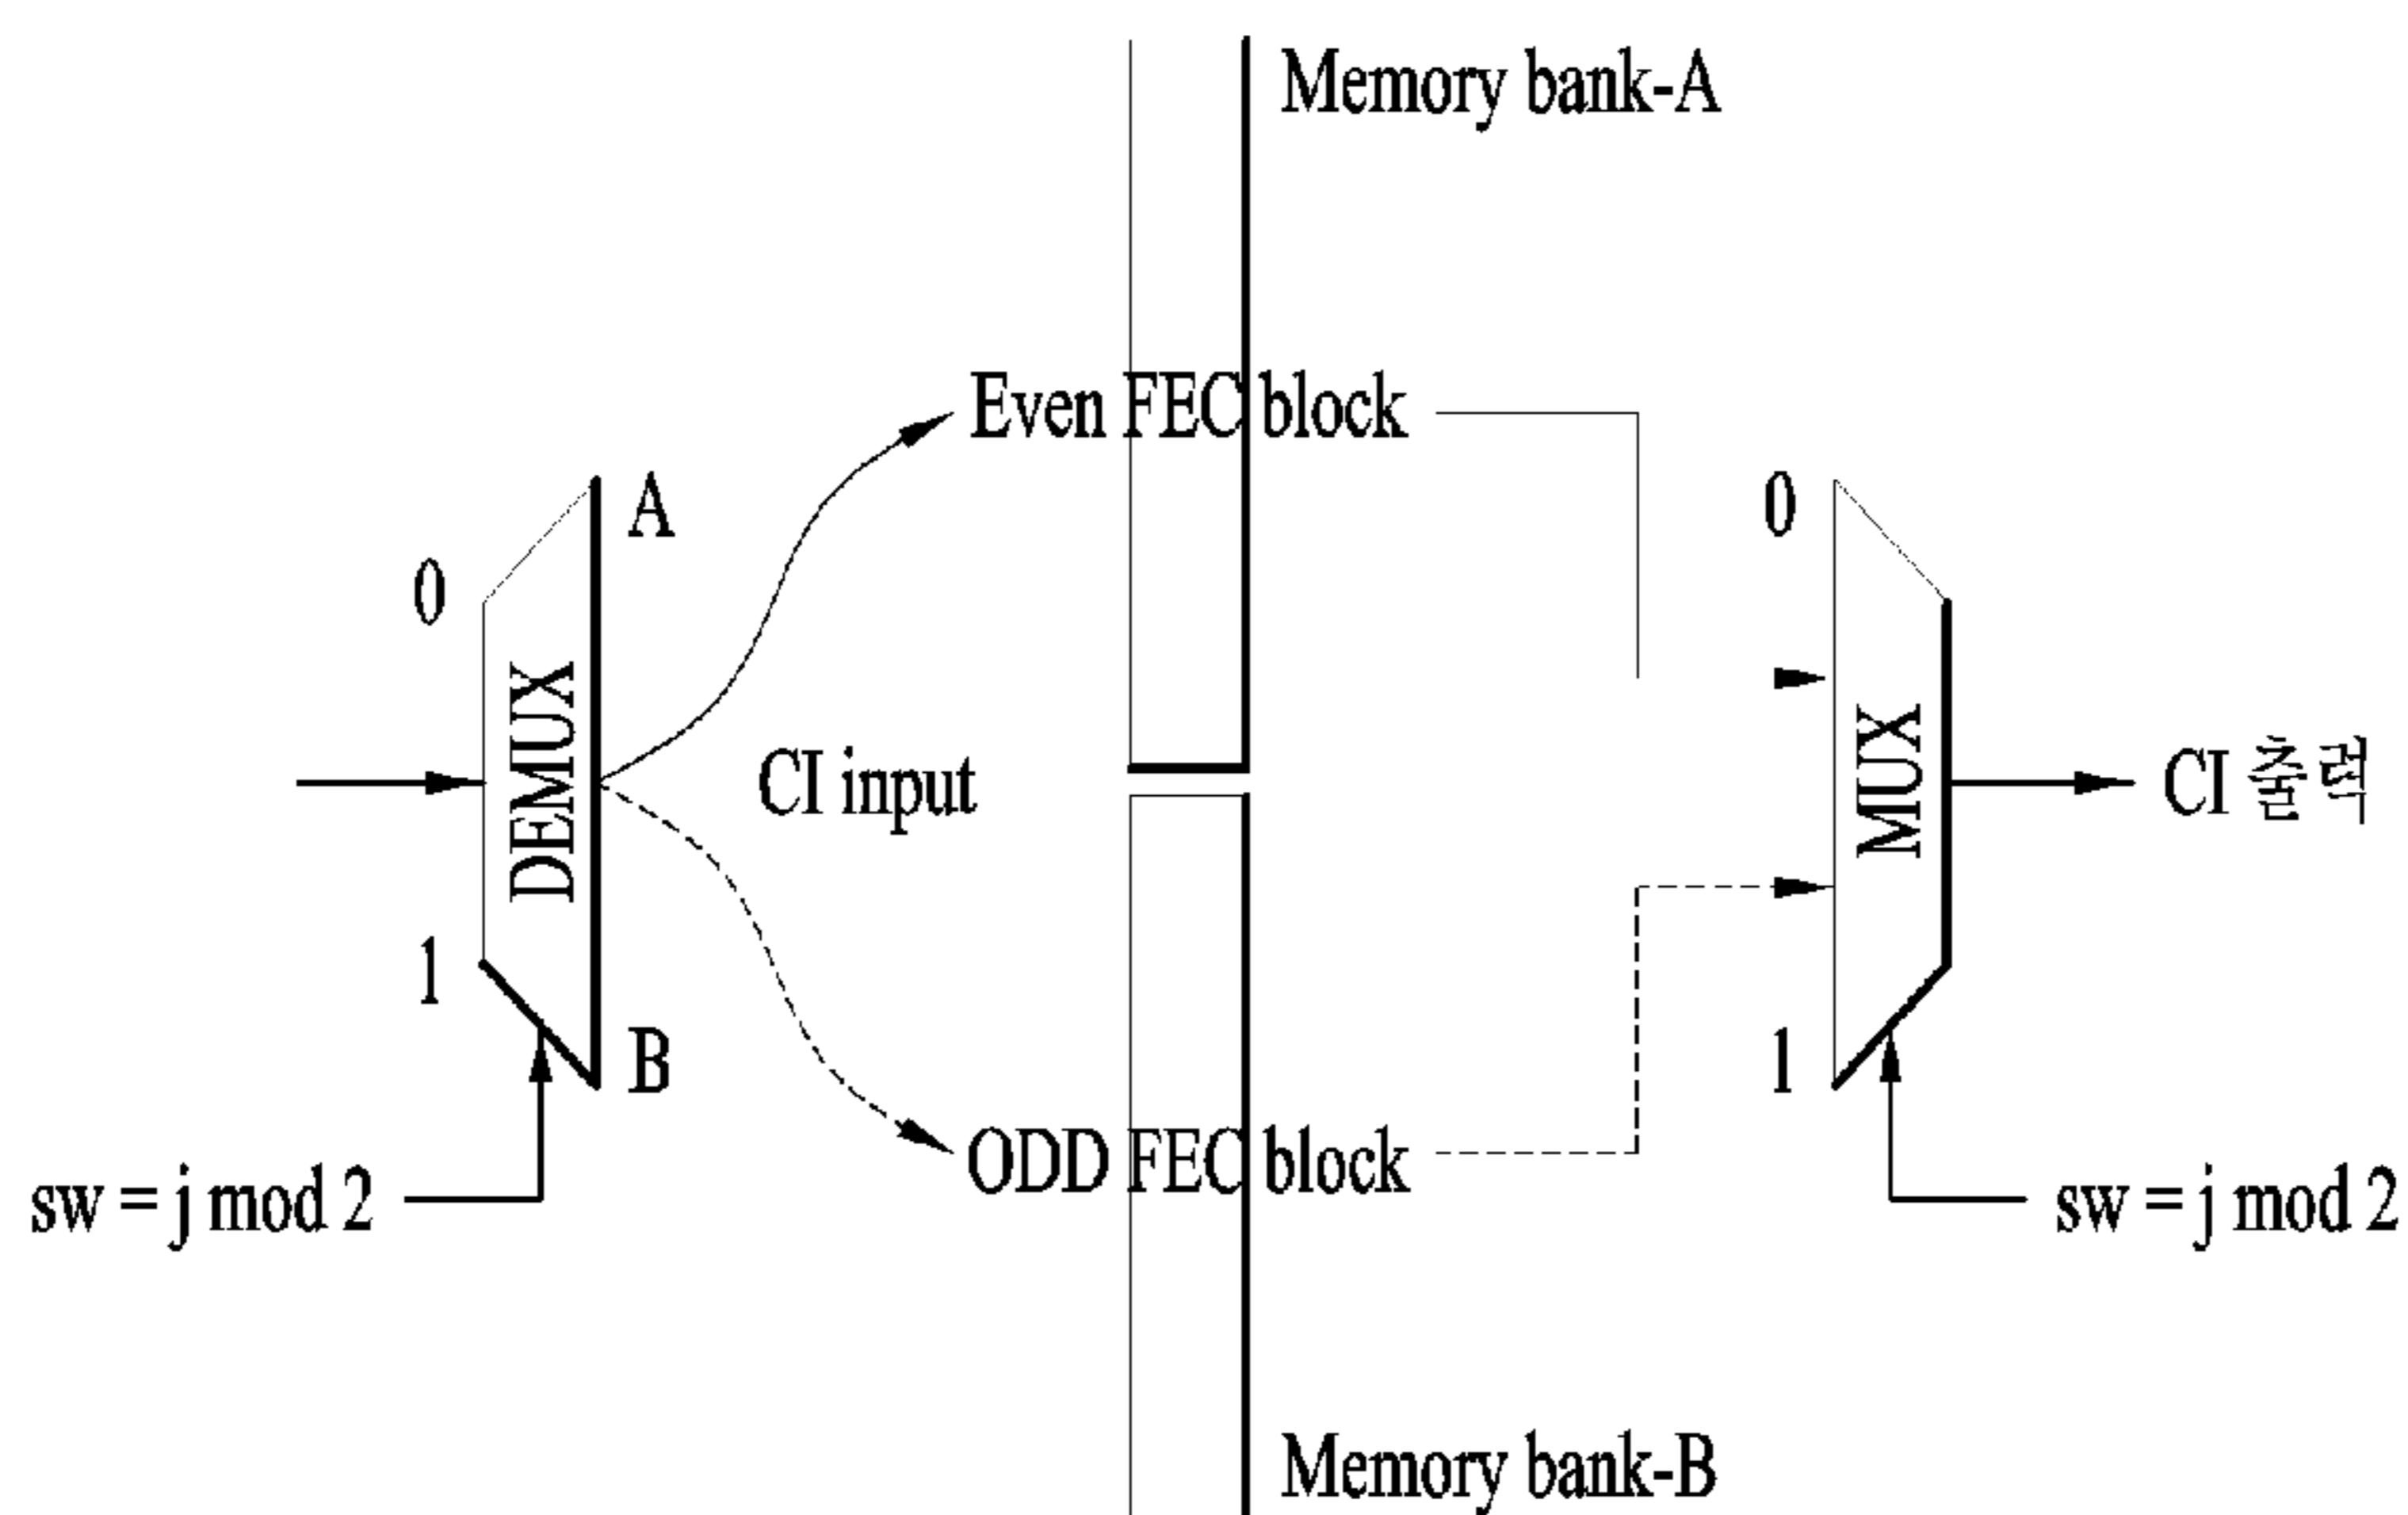 Memory bank-A
Even FEC block
A
0
0
DEMUX
CI input
MUX
CI 출력
1
B
1
ODD FEC block
sw = j mod 2
sw = j mod 2
Memory bank-B